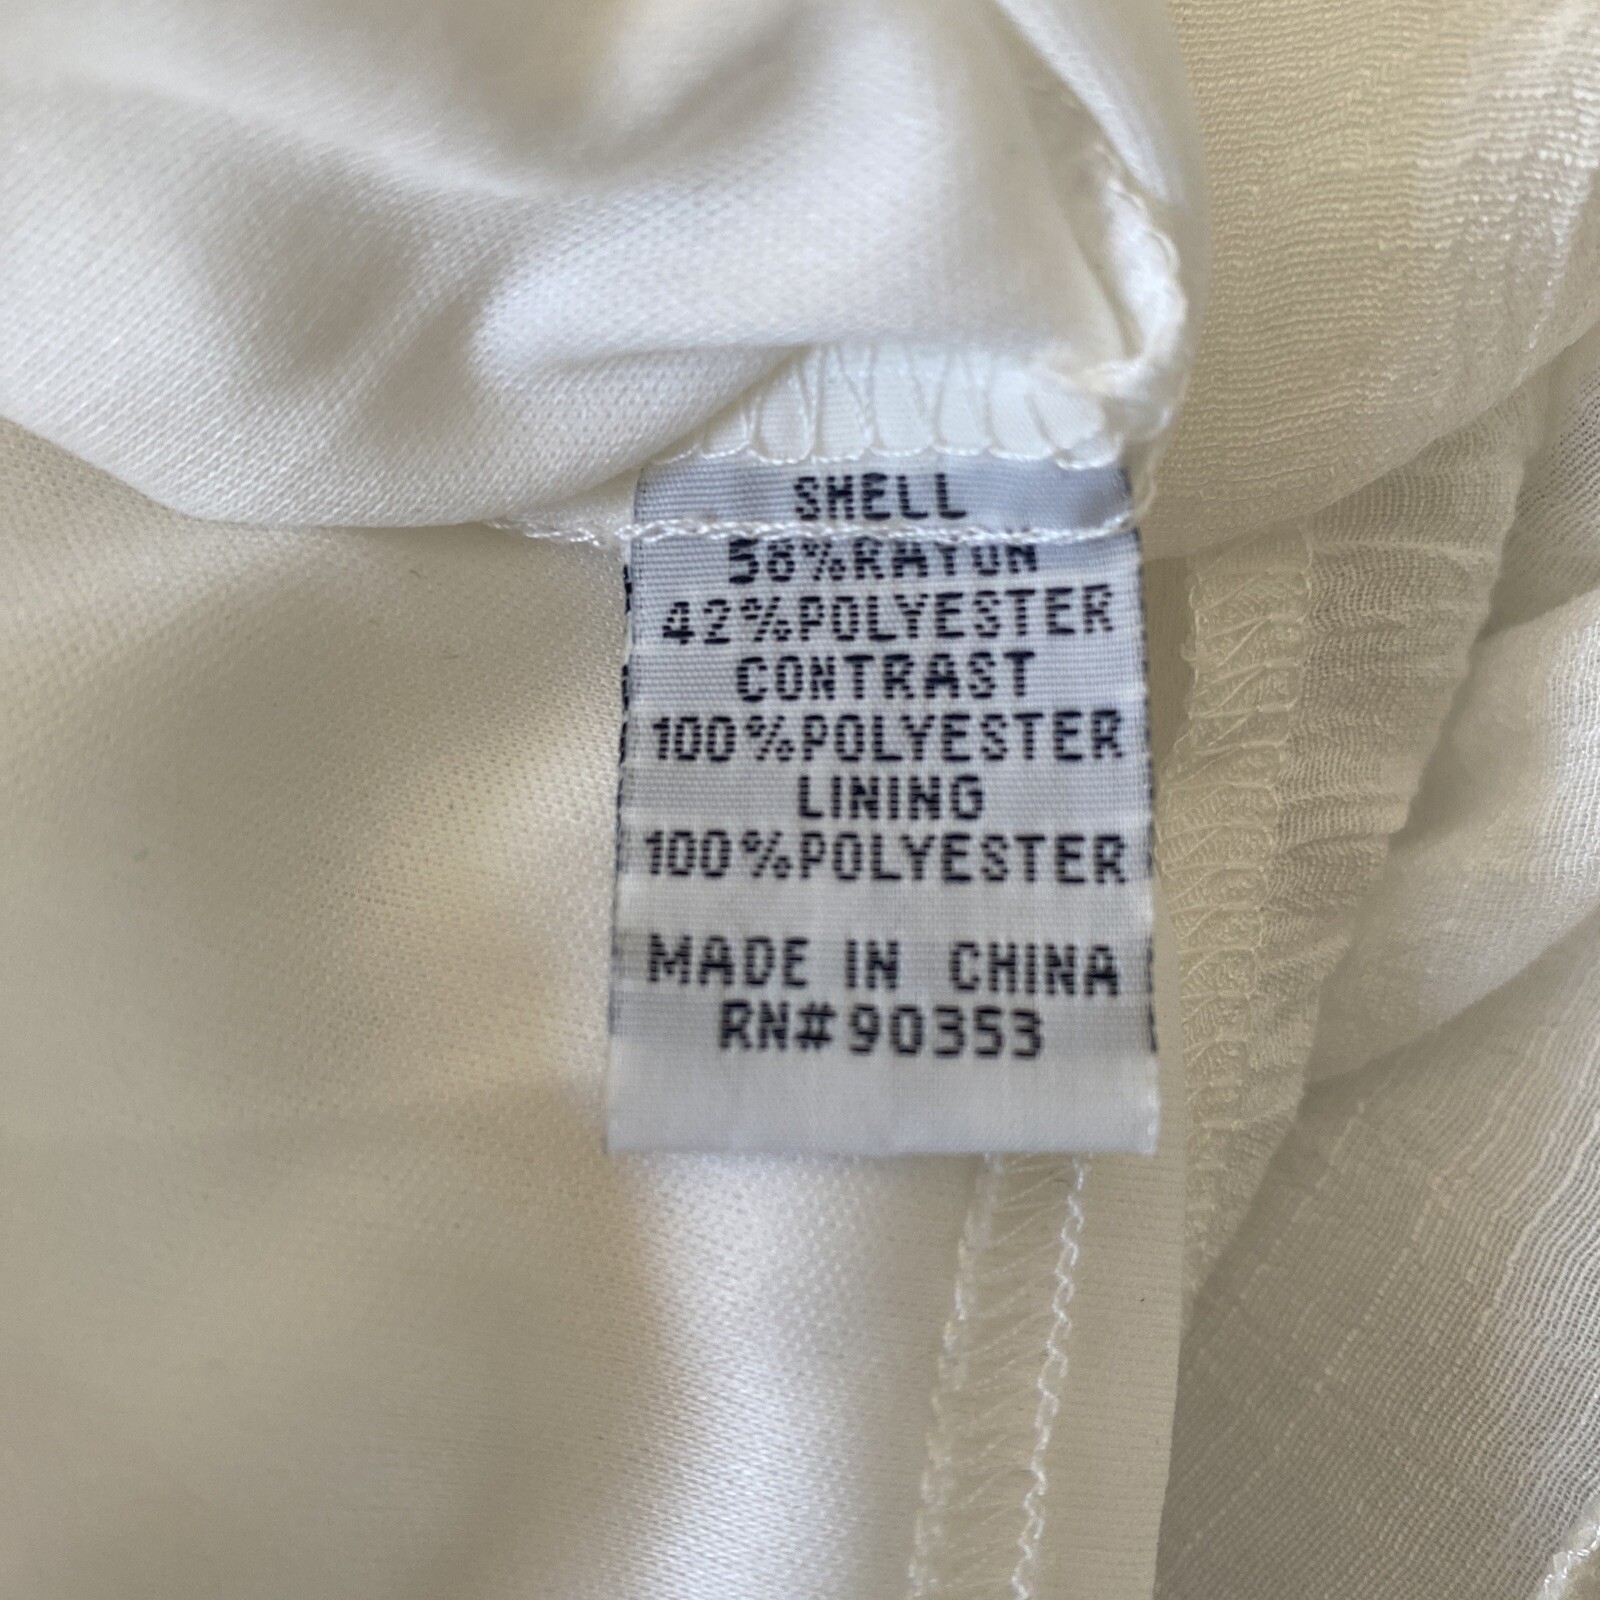 SHELL
58%RAYON
42%POLYESTER
CONTRAST
100%POLYESTER
LINING
100%POLYESTER
MADE IN CHINA
RN#90353